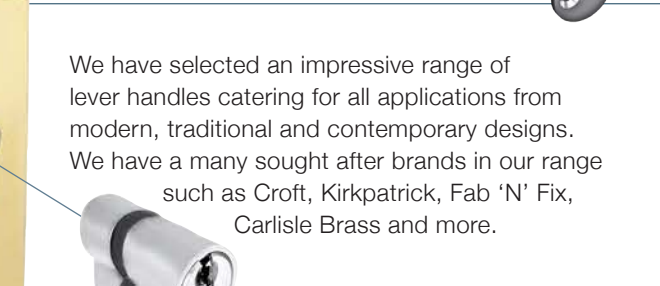 We have selected an impressive range of
lever handles catering for all applications from
modern, traditional and contemporary designs.
We have a many sought after brands in our range
such as Croft, Kirkpatrick, Fab ‘N’ Fix,
Carlisle Brass and more.